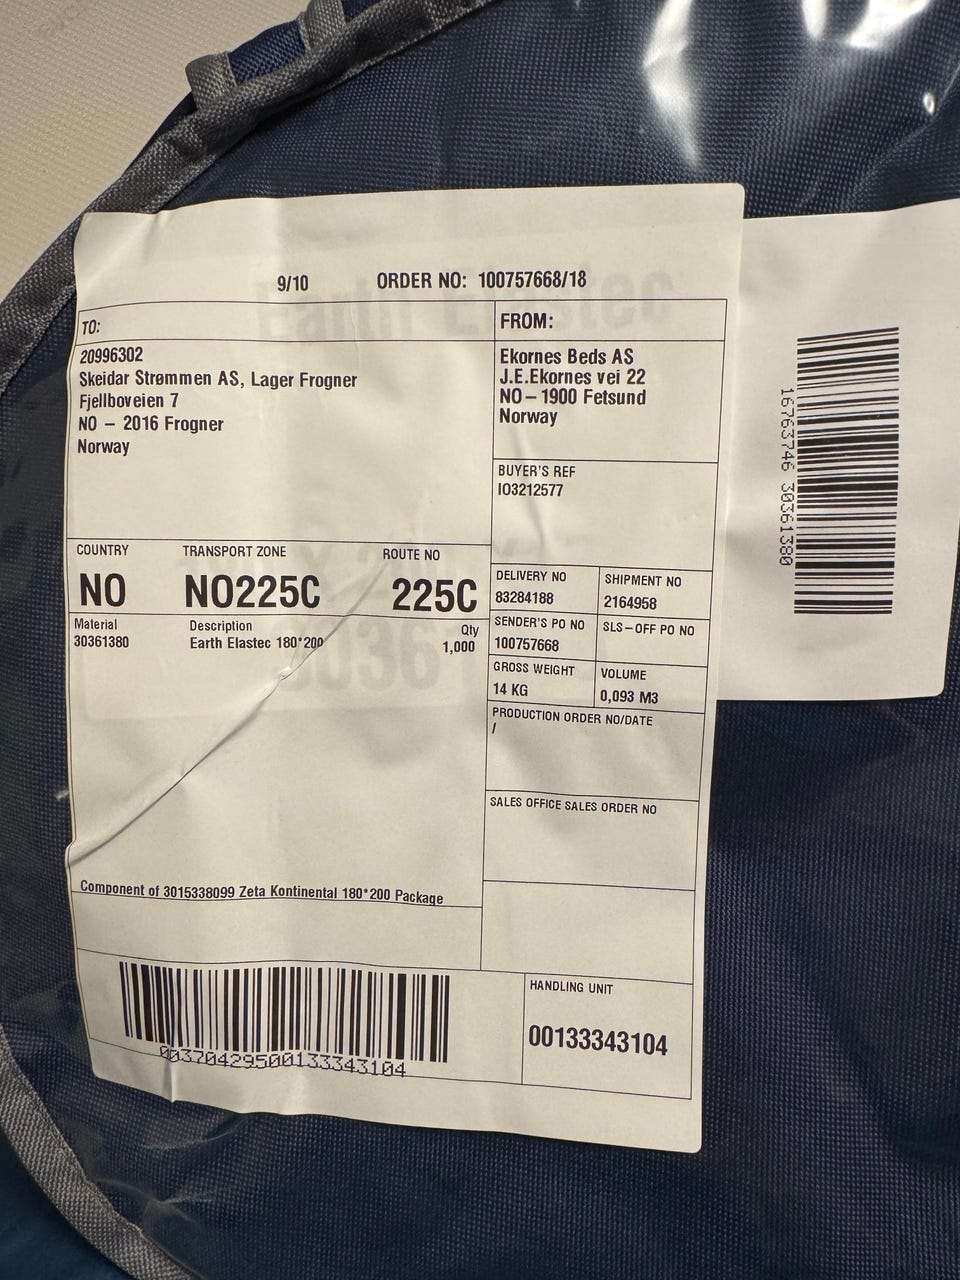 9/10 ORDER NO: 100757668/18
TO:
20996302
Skeidar Strømmen AS, Lager Frogner
Fjellboveien 7
NO - 2016 Frogner
Norway
FROM:
Ekornes Beds AS
J.E.Ekornes vei 22
NO-1900 Fetsund
Norway
BUYER'S REF
IO3212577
COUNTRY TRANSPORT ZONE ROUTE NO
NO NO225C 225C
Material Description Qty
30361380 Earth Elastec 180*200 1,000
DELIVERY NO SHIPMENT NO
83284188 2164958
SENDER'S PO NO SLS-OFF PO NO
100757668
GROSS WEIGHT VOLUME
14 KG 0,093 M3
PRODUCTION ORDER NO/DATE
/
SALES OFFICE SALES ORDER NO
Component of 3015338099 Zeta Kontinental 180*200 Package
00370429500133343104
HANDLING UNIT
00133343104
16763746 30361380
Earth Elastec